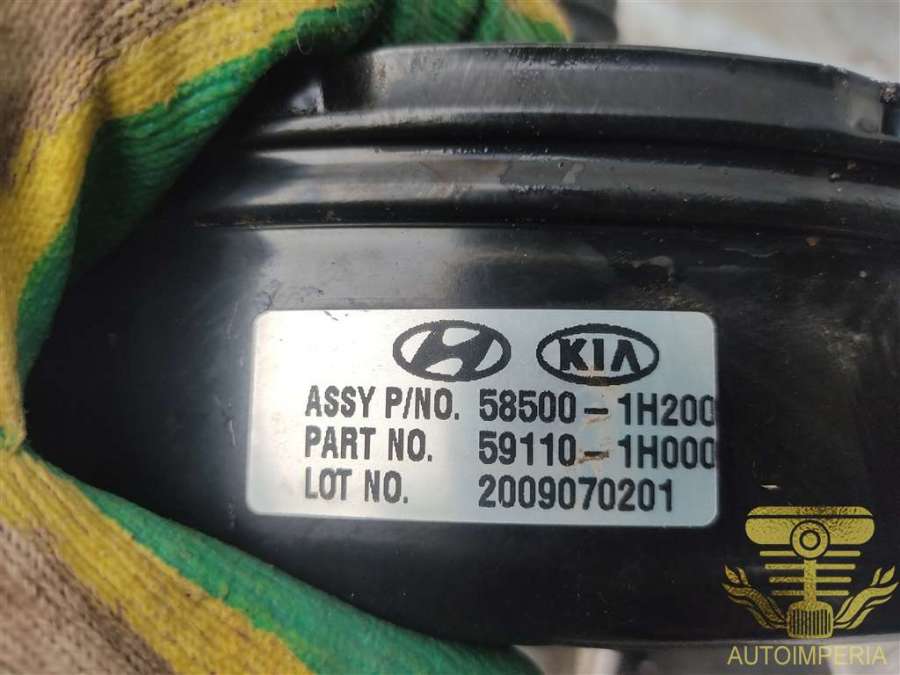 KIA
ASSY P/NO. 58500-1H200
PART NO. 59110-1H000
LOT NO. 2009070201
AUTOIMPERIA